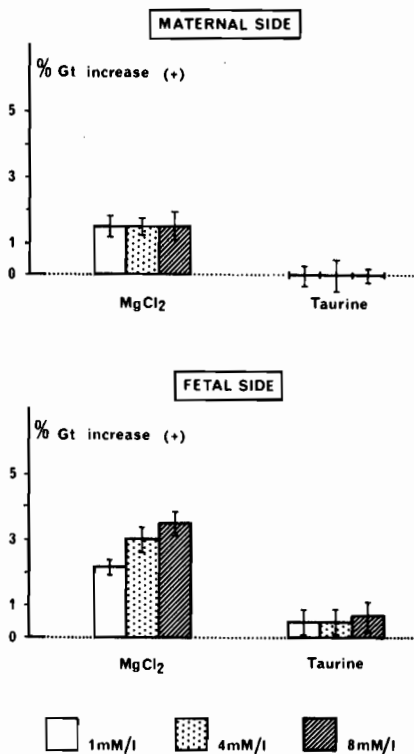 MATERNAL SIDE
% Gt increase (+)
5
3
1
0
MgCl2 Taurine
FETAL SIDE
% Gt increase (+)
5
3
1
0
MgCl2 Taurine
1mM/l 4mM/l 8mM/l